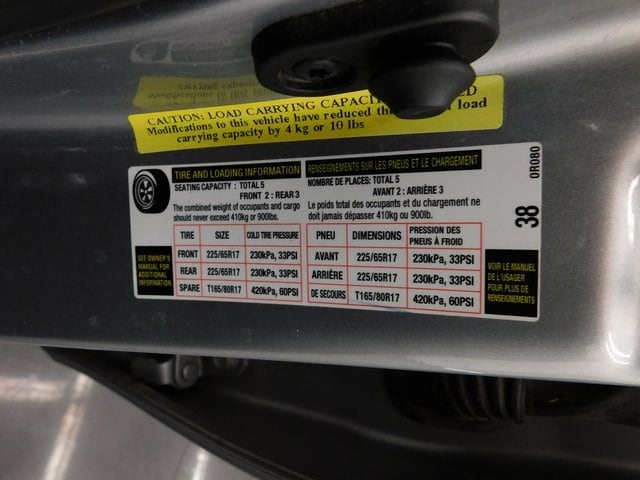 CAUTION: LOAD CARRYING CAPACI
Modifications to this vehicle have reduced th load
carrying capacity by 4 kg or 10 lbs
TIRE AND LOADING INFORMATION
SEATING CAPACITY : TOTAL 5
FRONT 2 : REAR 3
The combined weight of occupants and cargo
should never exceed 410kg or 900lb.
RENSEIGNEMENTS SUR LES PNEUS ET LE CHARGEMENT
NOMBRE DE PLACES: TOTAL 5
AVANT 2 : ARRIÈRE 3
Le poids total des occupants et du chargement ne
doit jamais dépasser 410kg ou 900lb.
TIRE SIZE COLD TIRE PRESSURE
FRONT 225/65R17 230kPa, 33PSI
REAR 225/65R17 230kPa, 33PSI
SPARE T165/80R17 420kPa, 60PSI
PNEU DIMENSIONS PRESSION DES
PNEUS À FROID
AVANT 225/65R17 230kPa, 33PSI
ARRIÈRE 225/65R17 230kPa, 33PSI
DE SECOURS T165/80R17 420kPa, 60PSI
SEE OWNER'S
MANUAL FOR
ADDITIONAL
INFORMATION
VOIR LE MANUEL
DE L'USAGER
POUR PLUS DE
RENSEIGNEMENTS
38
0R080